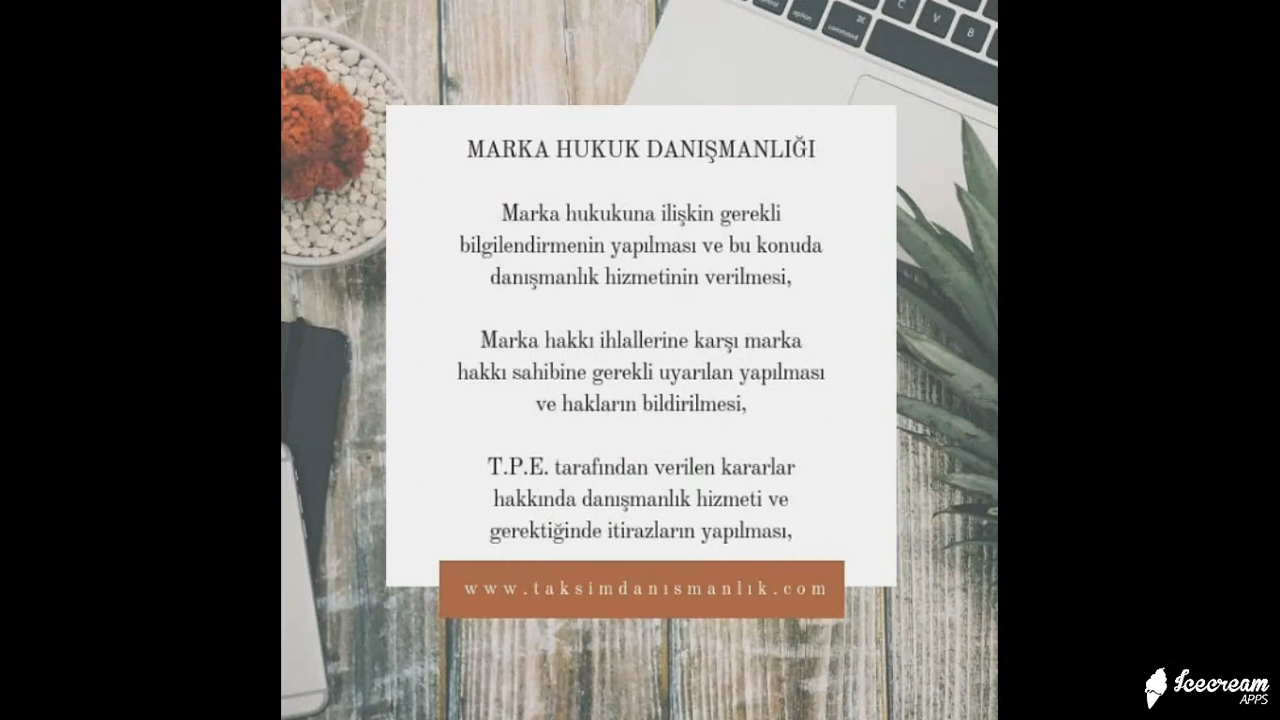 MARKA HUKUK DANIŞMANLIĞI
Marka hukukuna ilişkin gerekli
bilgilendirmenin yapılması ve bu konuda
danışmanlık hizmetinin verilmesi,
Marka hakkı ihlallerine karşı marka
hakkı sahibine gerekli uyarılan yapılması
ve hakların bildirilmesi,
T.P.E. tarafından verilen kararlar
hakkında danışmanlık hizmeti ve
gerektiğinde itirazların yapılması,
www.taksimdanısmanlık.com
option
command
C
V
B
Icecream
APPS